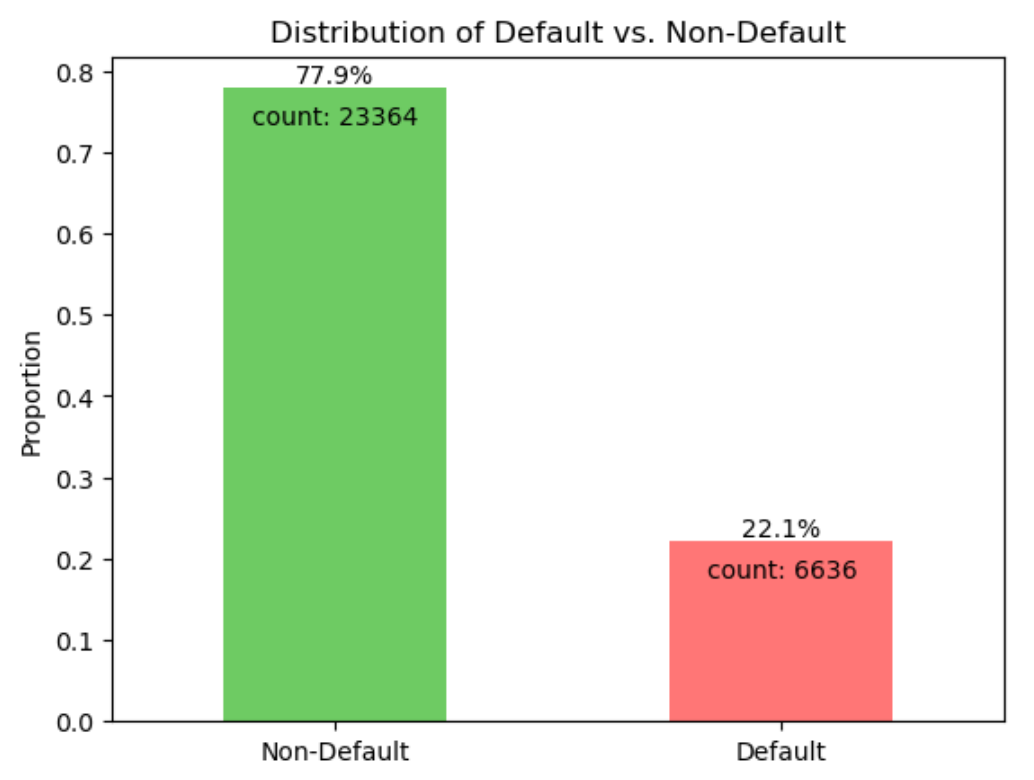 Distribution of Default vs. Non-Default
0.8
0.7
0.6
0.5
0.4
0.3
0.2
0.1
0.0
Proportion
77.9%
count: 23364
22.1%
count: 6636
Non-Default
Default